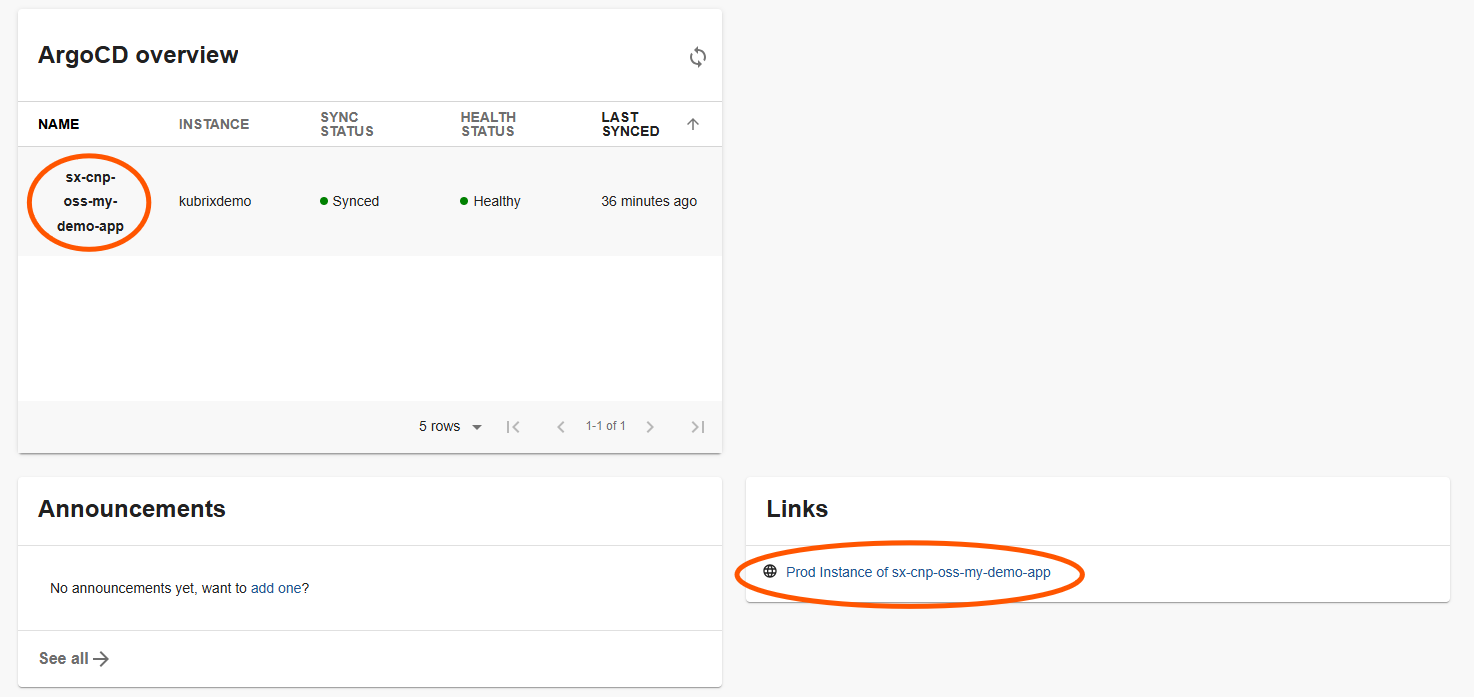 ArgoCD overview
NAME
INSTANCE
SYNC
STATUS
HEALTH
STATUS
LAST
SYNCED
sx-cnp-
oss-my-
demo-app
kubrixdemo
Synced
Healthy
36 minutes ago
5 rows
1-1 of 1
Announcements
No announcements yet, want to add one?
See all
Links
Prod Instance of sx-cnp-oss-my-demo-app